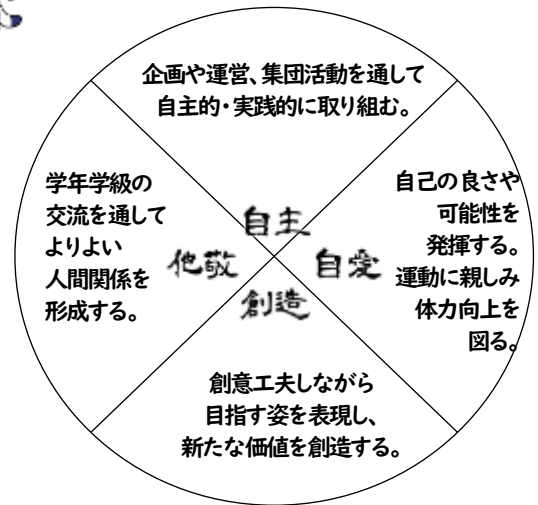 企画や運営、集団活動を通して
自主的・実践的に取り組む。
自主
学年学級の
交流を通して
よりよい
人間関係を
形成する。
他敬
自愛
自己の良さや
可能性を
発揮する。
運動に親しみ
体力向上を
図る。
創造
創意工夫しながら
目指す姿を表現し、
新たな価値を創造する。